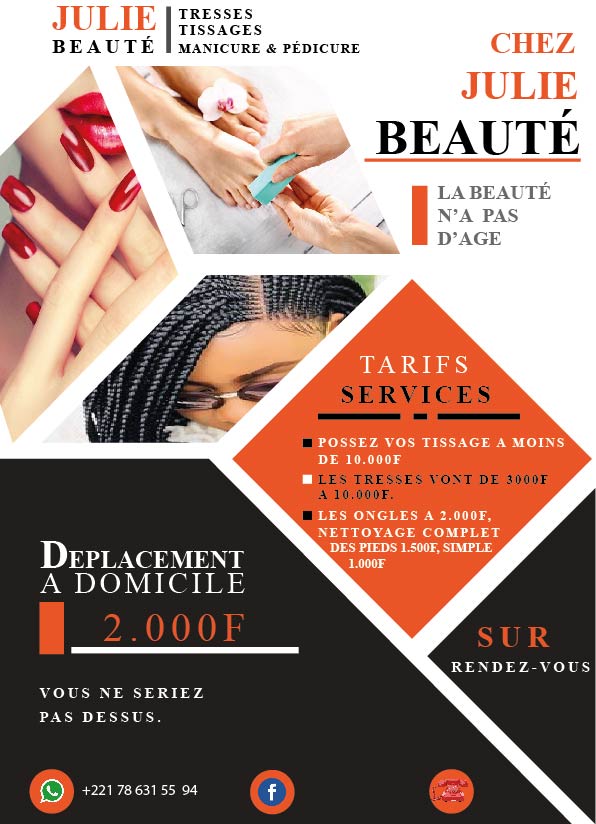 JULIE
BEAUTÉ
TRESSES
TISSAGES
MANICURE & PÉDICURE
CHEZ
JULIE
BEAUTÉ
LA BEAUTÉ
N’A PAS
D’AGE
TARIFS
SERVICES
POSSEZ VOS TISSAGE A MOINS
DE 10.000F
LES TRESSES VONT DE 3000F
A 10.000F.
LES ONGLES A 2.000F,
NETTOYAGE COMPLET
DES PIEDS 1.500F, SIMPLE
1.000F
DEPLACEMENT
A DOMICILE
2.000F
VOUS NE SERIEZ
PAS DESSUS.
SUR
RENDEZ-VOUS
+221 78 631 55 94